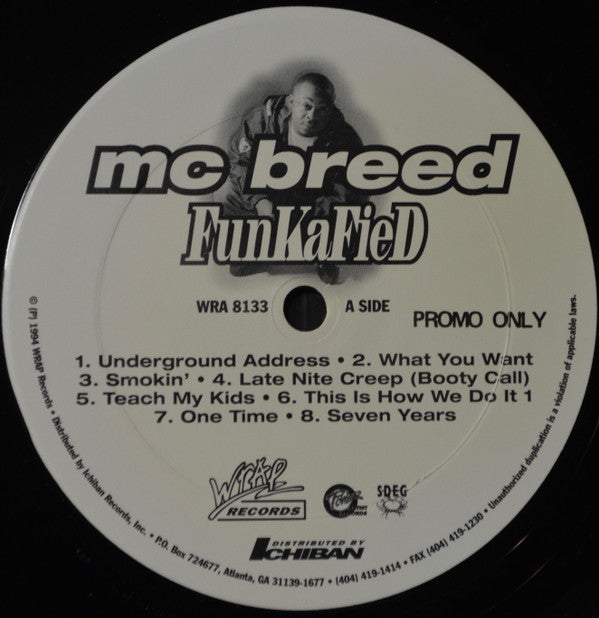 mc breed
FunKaFieD
WRA 8133 A SIDE
PROMO ONLY
1. Underground Address • 2. What You Want
3. Smokin' • 4. Late Nite Creep (Booty Call)
5. Teach My Kids • 6. This Is How We Do It 1
7. One Time • 8. Seven Years
WRAP
RECORDS
RECORDS
SDEG
DISTRIBUTED BY
ICHIBAN
© (P) 1994 WRAP Records • Distributed by Ichiban Records, Inc. • P.O. Box 724677, Atlanta, GA 31139-1677 • (404) 419-1414 • FAX (404) 419-1230 • Unauthorized duplication is a violation of applicable laws.